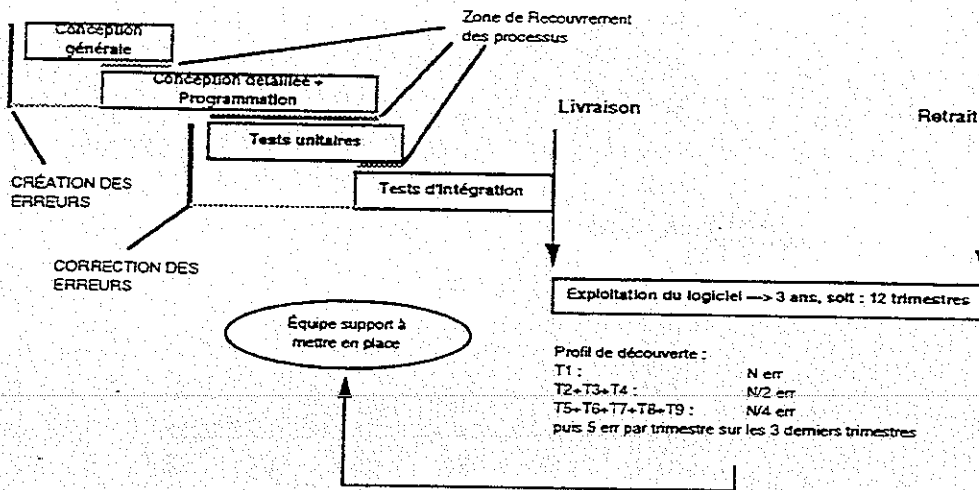 Conception
générale
Zone de Recouvrement
des processus
Conception détaillée +
Programmation
Livraison
Retrait
Tests unitaires
CRÉATION DES
ERREURS
Tests d'Intégration
CORRECTION DES
ERREURS
Exploitation du logiciel —> 3 ans, soit : 12 trimestres
Équipe support à
mettre en place
Profil de découverte :
T1 : N err
T2+T3+T4 : N/2 err
T5+T6+T7+T8+T9 : N/4 err
puis 5 err par trimestre sur les 3 derniers trimestres